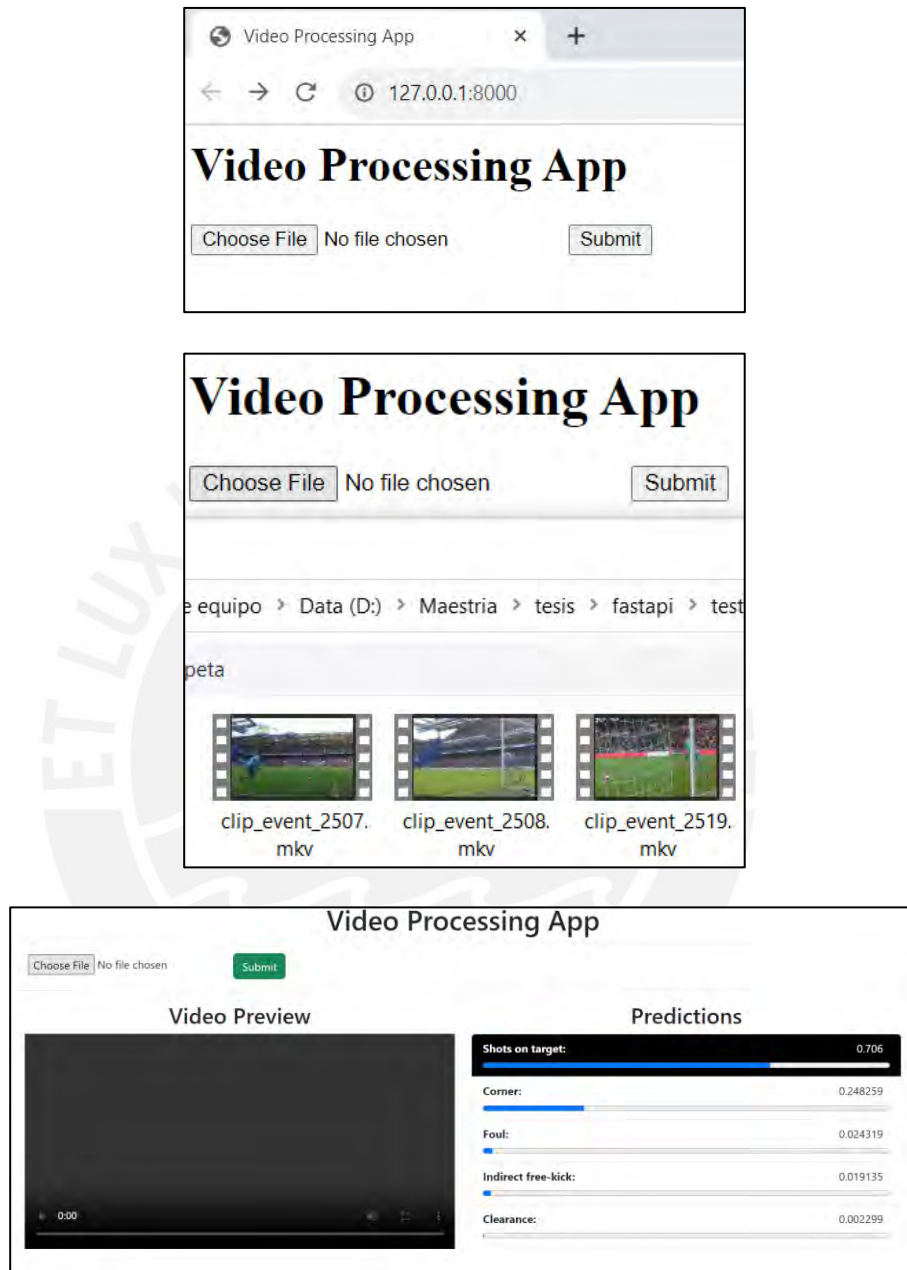 Video Processing App
127.0.0.1:8000
Video Processing App
Choose File No file chosen Submit
Video Processing App
Choose File No file chosen Submit
e equipo > Data (D:) > Maestria > tesis > fastapi > test
peta
clip_event_2507. clip_event_2508. clip_event_2519.
mkv mkv mkv
Video Processing App
Choose File No file chosen Submit
Video Preview Predictions
Shots on target: 0.706
Corner: 0.248259
Foul: 0.024319
Indirect free-kick: 0.019135
0:00
Clearance: 0.002299
ET LUX